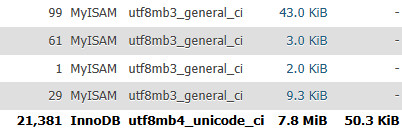 99 MyISAM utf8mb3_general_ci 43.0 KiB -
61 MyISAM utf8mb3_general_ci 3.0 KiB -
1 MyISAM utf8mb3_general_ci 2.0 KiB -
29 MyISAM utf8mb3_general_ci 9.3 KiB -
21,381 InnoDB utf8mb4_unicode_ci 7.8 MiB 50.3 KiB